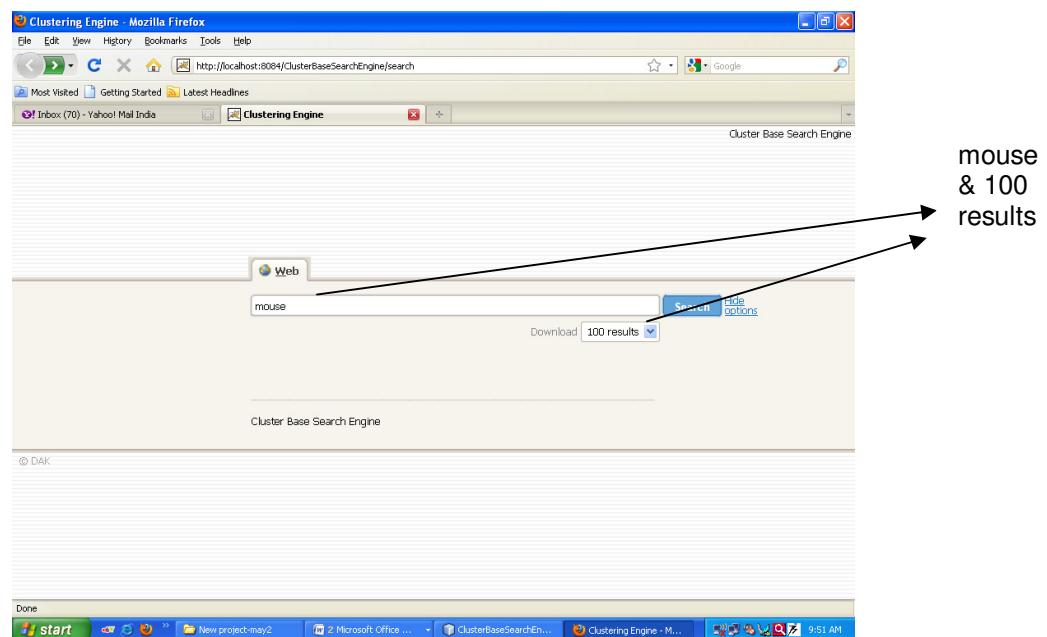 Clustering Engine - Mozilla Firefox
File Edit View History Bookmarks Tools Help
http://localhost:8084/ClusterBaseSearchEngine/search
Google
Most Visited Getting Started Latest Headlines
Inbox (70) - Yahoo! Mail India
Clustering Engine
Cluster Base Search Engine
mouse
& 100
results
Web
mouse
Search
Hide
options
Download 100 results
Cluster Base Search Engine
© DAK
Done
start
New project-may2
2 Microsoft Office ...
ClusterBaseSearchEn...
Clustering Engine - M...
9:51 AM